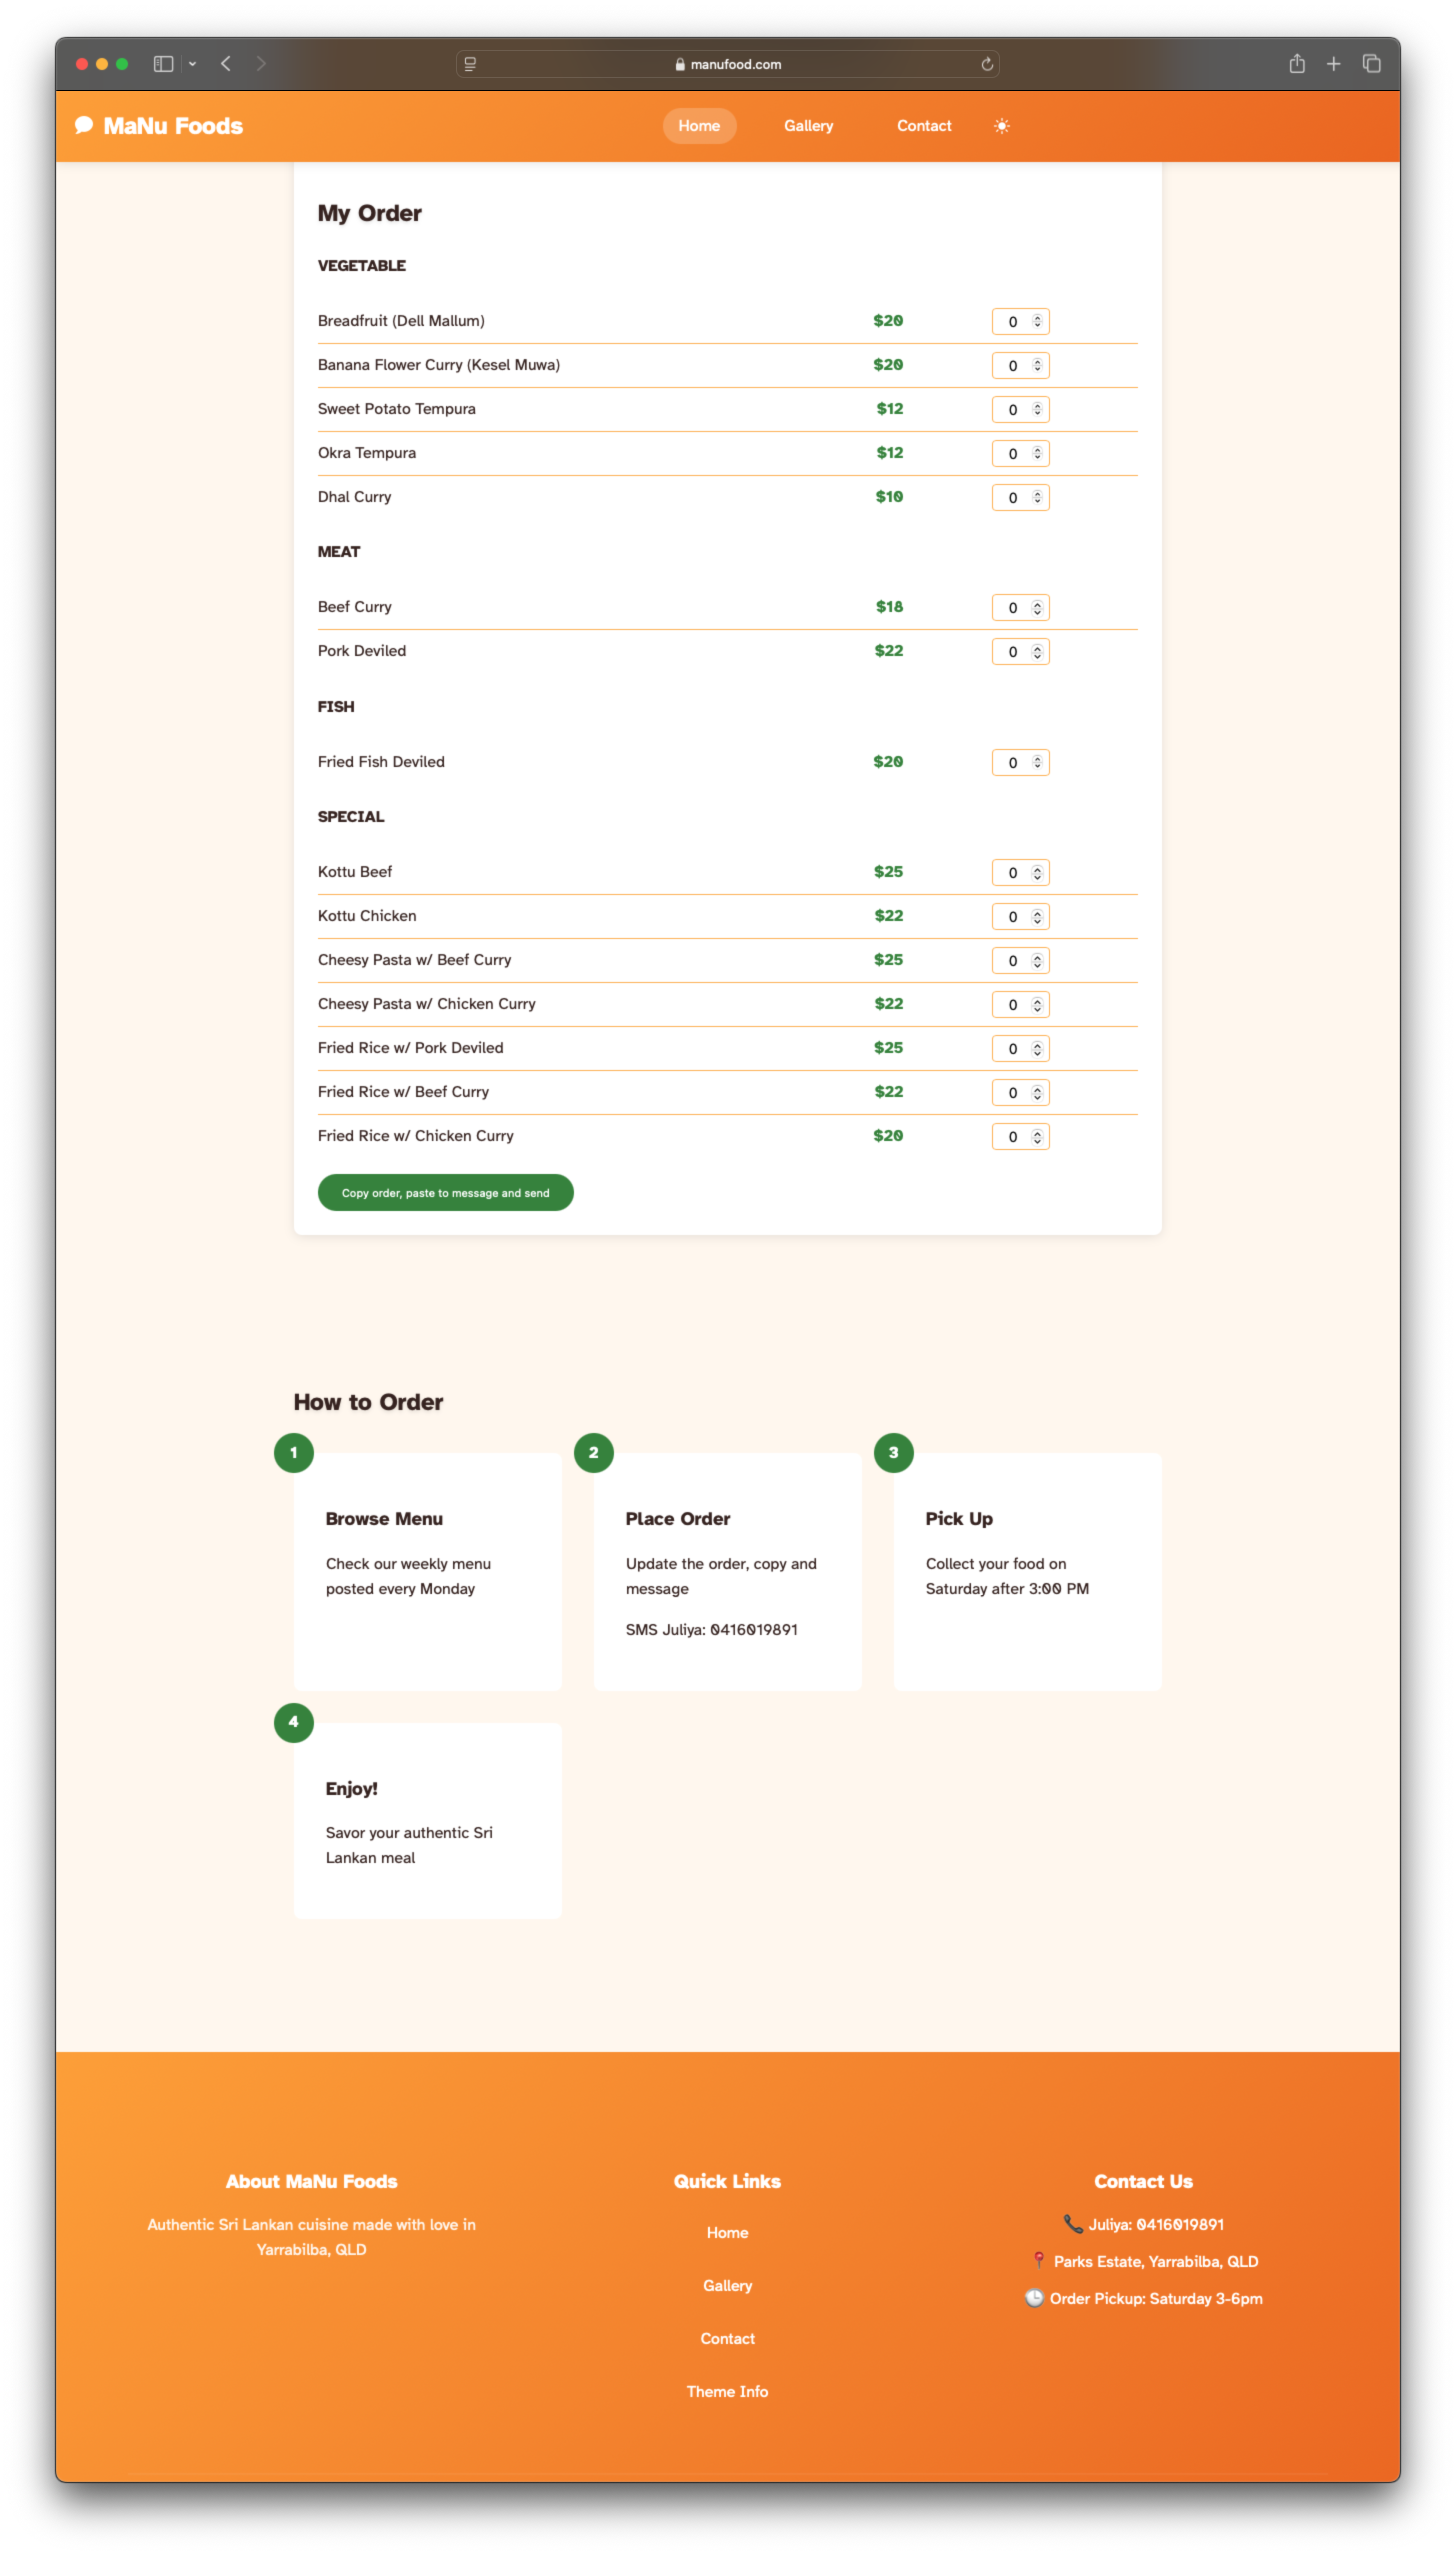 manufood.com
MaNu Foods
Home
Gallery
Contact
My Order
VEGETABLE
Breadfruit (Dell Mallum) $20 0
Banana Flower Curry (Kesel Muwa) $20 0
Sweet Potato Tempura $12 0
Okra Tempura $12 0
Dhal Curry $10 0
MEAT
Beef Curry $18 0
Pork Deviled $22 0
FISH
Fried Fish Deviled $20 0
SPECIAL
Kottu Beef $25 0
Kottu Chicken $22 0
Cheesy Pasta w/ Beef Curry $25 0
Cheesy Pasta w/ Chicken Curry $22 0
Fried Rice w/ Pork Deviled $25 0
Fried Rice w/ Beef Curry $22 0
Fried Rice w/ Chicken Curry $20 0
Copy order, paste to message and send
How to Order
1
Browse Menu
Check our weekly menu
posted every Monday
2
Place Order
Update the order, copy and
message
SMS Juliya: 0416019891
3
Pick Up
Collect your food on
Saturday after 3:00 PM
4
Enjoy!
Savor your authentic Sri
Lankan meal
About MaNu Foods
Authentic Sri Lankan cuisine made with love in
Yarrabilba, QLD
Quick Links
Home
Gallery
Contact
Theme Info
Contact Us
📞 Juliya: 0416019891
📍 Parks Estate, Yarrabilba, QLD
🕒 Order Pickup: Saturday 3-6pm